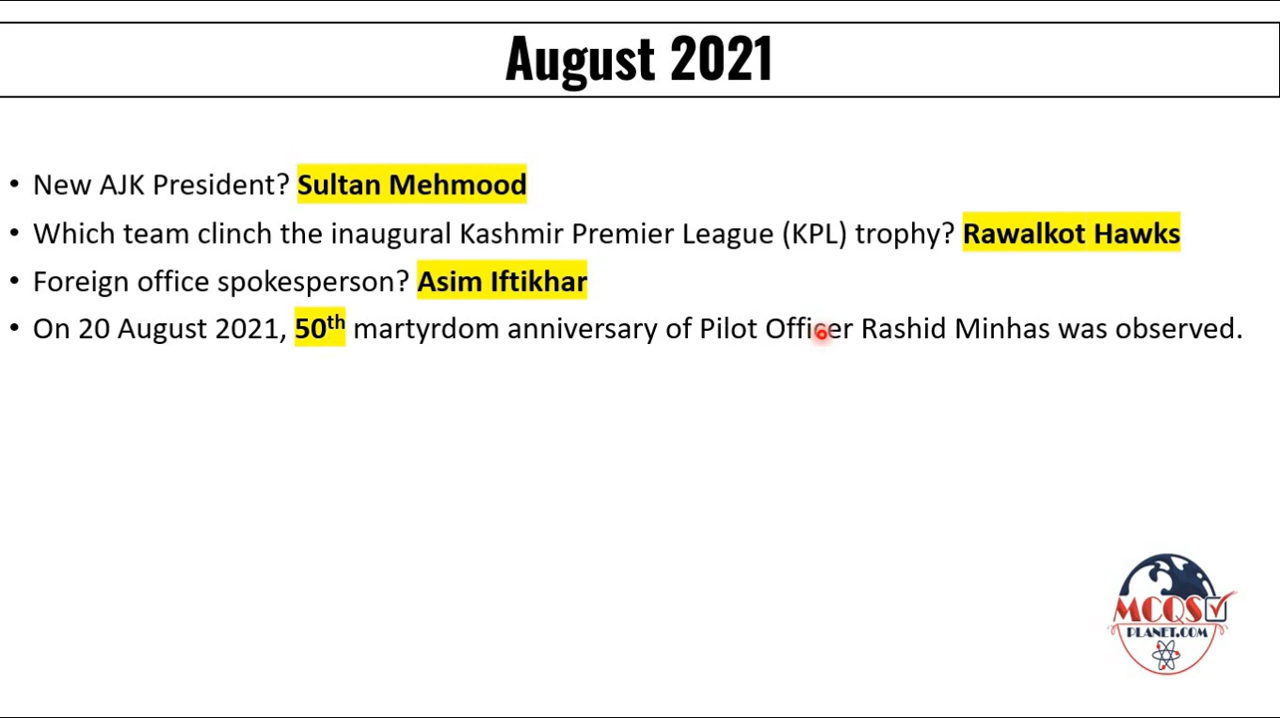 August 2021
• New AJK President? Sultan Mehmood
• Which team clinch the inaugural Kashmir Premier League (KPL) trophy? Rawalkot Hawks
• Foreign office spokesperson? Asim Iftikhar
• On 20 August 2021, 50th martyrdom anniversary of Pilot Officer Rashid Minhas was observed.
MCQS
PLANET.COM